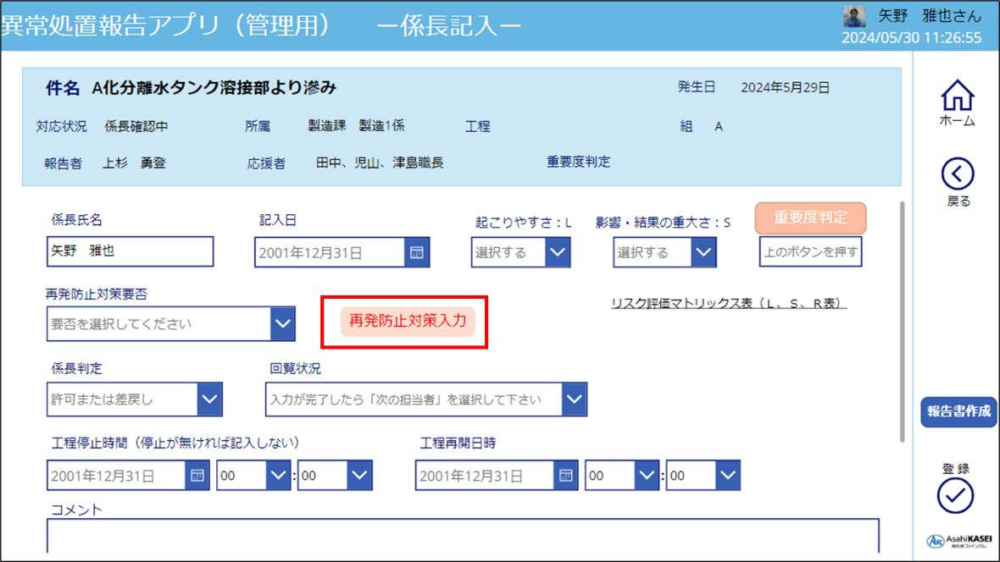 異常処置報告アプリ（管理用）　―係長記入―
矢野　雅也さん
2024/05/30 11:26:55
件名 A化分離水タンク溶接部より滲み
発生日 2024年5月29日
対応状況 係長確認中 所属 製造課　製造1係 工程 組 A
報告者 上杉　勇登 応援者 田中、児山、津島職長 重要度判定
ホーム
戻る
係長氏名 記入日 起こりやすさ：L 影響・結果の重大さ：S 重要度判定
矢野　雅也 2001年12月31日 選択する 選択する 上のボタンを押す
再発防止対策要否
要否を選択してください 再発防止対策入力
リスク評価マトリックス表（L、S、R表）
係長判定 回覧状況
許可または差戻し 入力が完了したら「次の担当者」を選択して下さい
報告書作成
工程停止時間（停止が無ければ記入しない） 工程再開日時
2001年12月31日 00 : 00 2001年12月31日 00 : 00
登録
コメント
AsahiKASEI